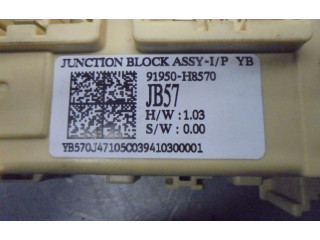 JUNCTION BLOCK ASSY-I/P YB
91950-H8570
JB57
H/W : 1.03
S/W : 0.00
YB570J47105C039410300001